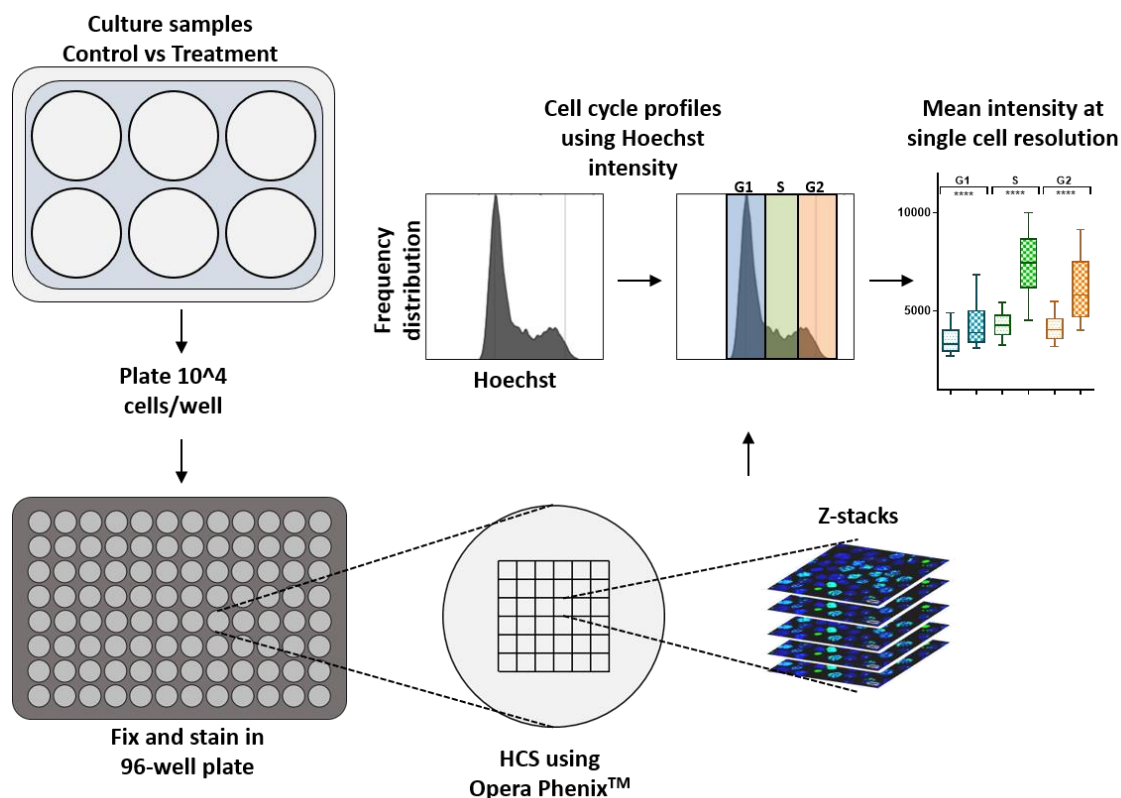 Culture samples
Control vs Treatment
Plate 10^4
cells/well
Fix and stain in
96-well plate
HCS using
Opera Phenix™
Z-stacks
Cell cycle profiles
using Hoechst
intensity
Frequency
distribution
Hoechst
G1 S G2
Mean intensity at
single cell resolution
G1 S G2
**** **** ****
10000
5000